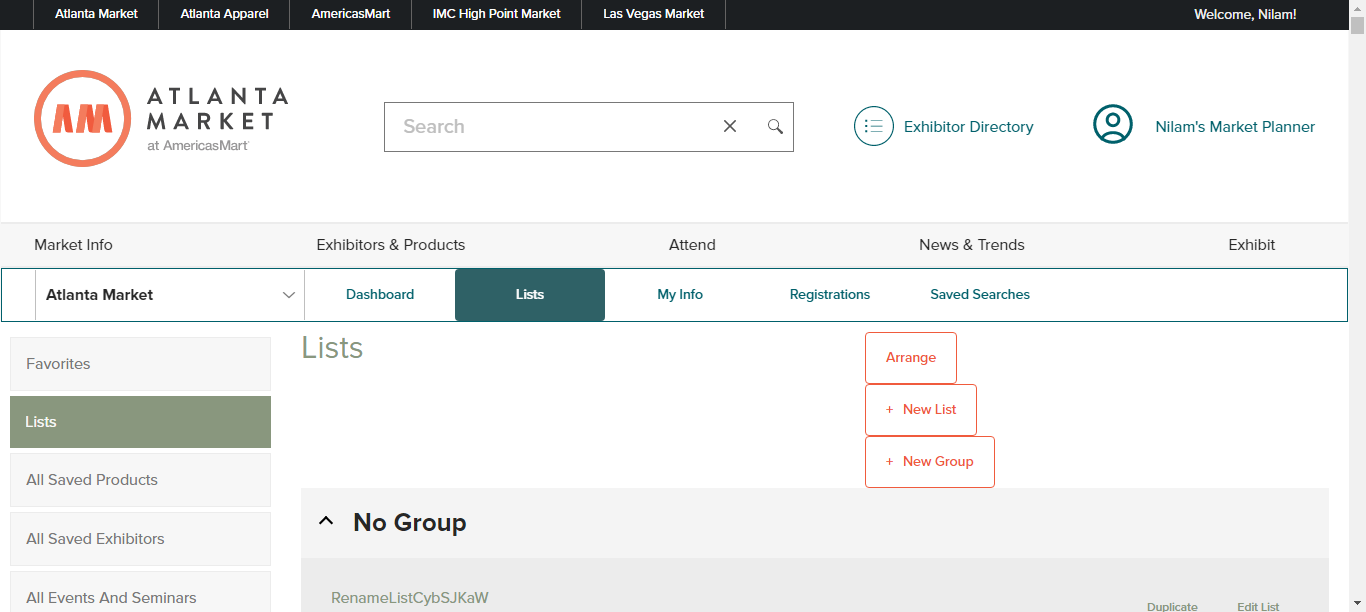 Atlanta Market Atlanta Apparel AmericasMart IMC High Point Market Las Vegas Market Welcome, Nilam!
ATLANTA
MARKET
at AmericasMart
Search
Exhibitor Directory
Nilam's Market Planner
Market Info Exhibitors & Products Attend News & Trends Exhibit
Atlanta Market Dashboard Lists My Info Registrations Saved Searches
Favorites
Lists
All Saved Products
All Saved Exhibitors
All Events And Seminars
Lists
Arrange
+ New List
+ New Group
No Group
RenameListCybSJKaW
Duplicate Edit List